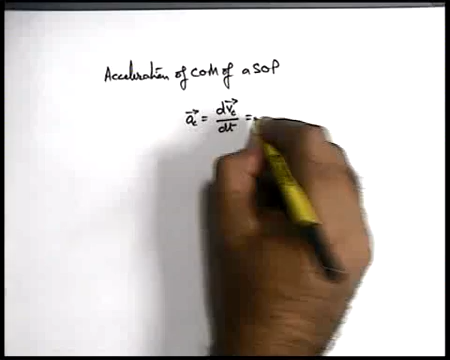 Acceleration of COM of a SOP
a⃗c = dv⃗c/dt =